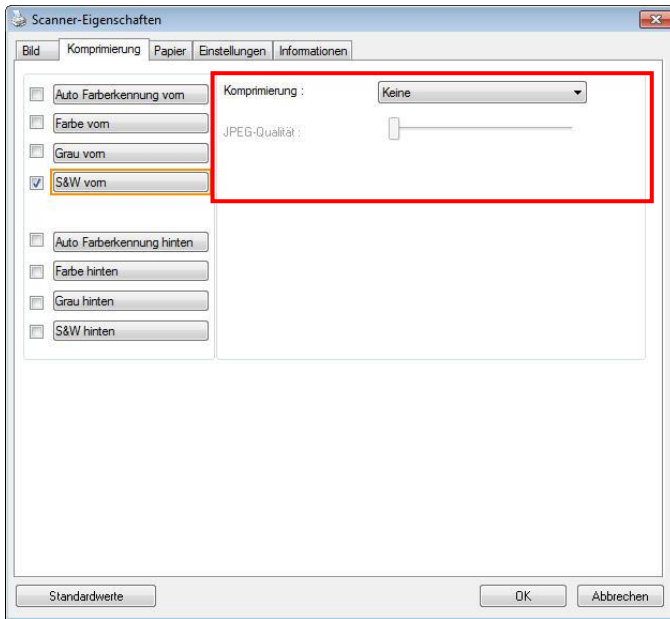 Scanner-Eigenschaften
Bild Komprimierung Papier Einstellungen Informationen
Auto Farberkennung vorn
Farbe vorn
Grau vorn
S&W vorn
Auto Farberkennung hinten
Farbe hinten
Grau hinten
S&W hinten
Komprimierung : Keine
JPEG-Qualität :
Standardwerte OK Abbrechen